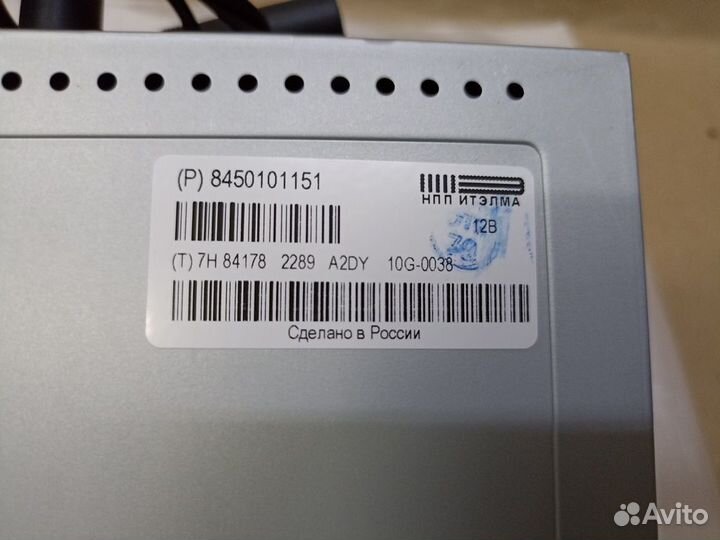 (P) 8450101151
НПП ИТЭЛМА
12В
(T) 7H 84178 2289 A2DY 10G-0038
Сделано в России
Avito